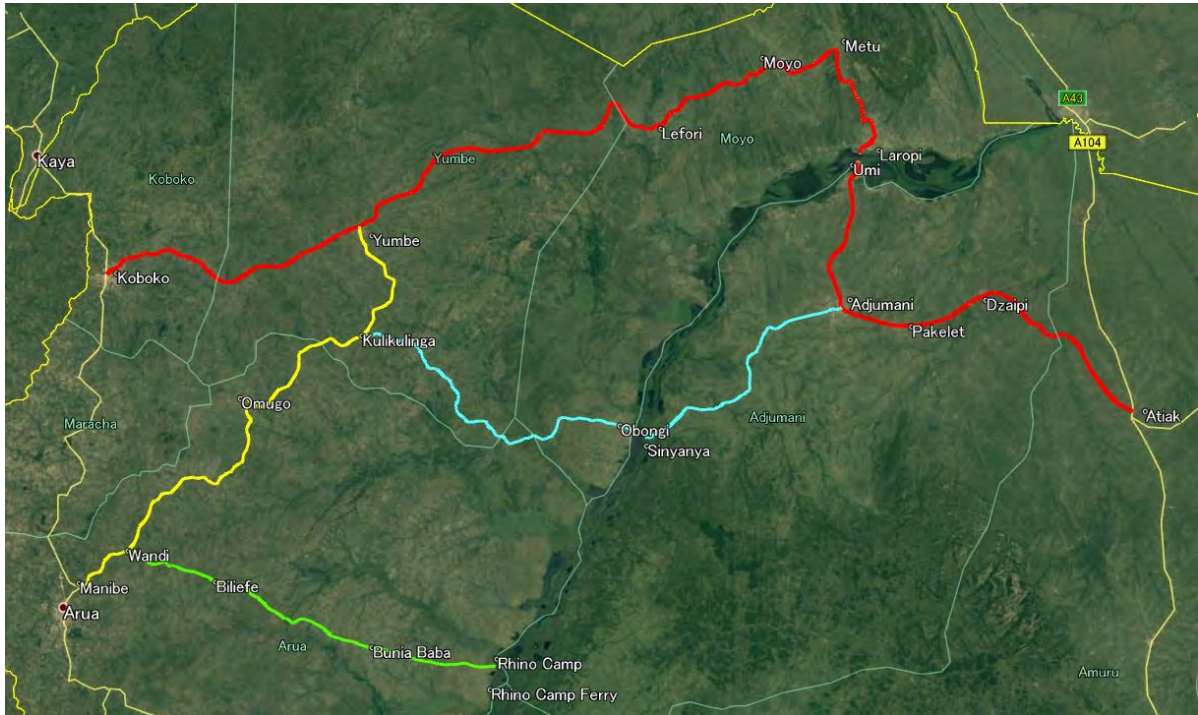 Metu
Moyo
A43
Lefori
Moyo
A104
Kaya
Yumbe
Laropi
Koboko
Umi
Yumbe
Koboko
Adjumani
Dzaipi
Pakelet
Kulikulinga
Omugo
Maracha
Obongi
Adjumani
Atiak
Sinyanya
Wandi
Manibe
Biliefe
Arua
Arua
Bunia Baba
Rhino Camp
Amuru
Rhino Camp Ferry